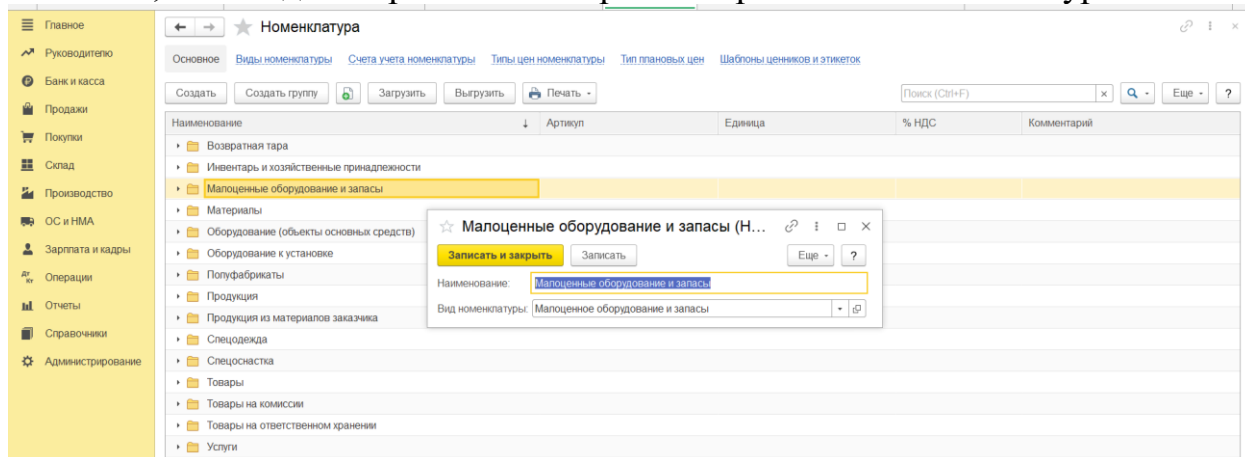 Главное
Руководителю
Банк и касса
Продажи
Покупки
Склад
Производство
ОС и НМА
Зарплата и кадры
Операции
Отчеты
Справочники
Администрирование
Номенклатура
Основное Виды номенклатуры Счета учета номенклатуры Типы цен номенклатуры Тип плановых цен Шаблоны ценников и этикеток
Создать Создать группу Загрузить Выгрузить Печать Поиск (Ctrl+F) × Еще ?
Наименование ↓ Артикул Единица % НДС Комментарий
Возвратная тара
Инвентарь и хозяйственные принадлежности
Малоценные оборудование и запасы
Материалы
Оборудование (объекты основных средств)
Оборудование к установке
Полуфабрикаты
Продукция
Продукция из материалов заказчика
Спецодежда
Спецоснастка
Товары
Товары на комиссии
Товары на ответственном хранении
Услуги
Малоценные оборудование и запасы (Н...
Записать и закрыть Записать Еще ?
Наименование: Малоценные оборудование и запасы
Вид номенклатуры: Малоценное оборудование и запасы